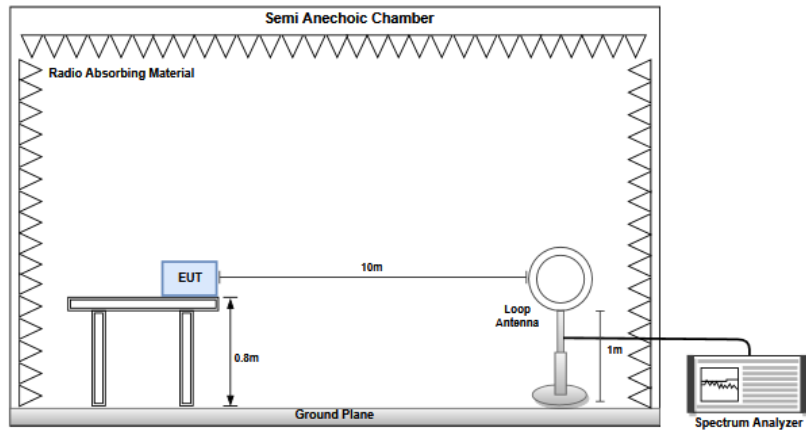 Semi Anechoic Chamber
Radio Absorbing Material
EUT
10m
Loop
Antenna
0.8m
1m
Ground Plane
Spectrum Analyzer